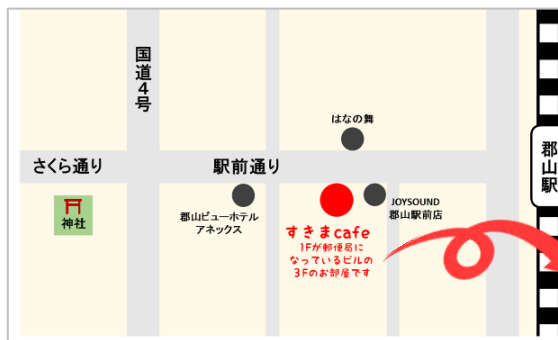 国道4号
はなの舞
さくら通り
駅前通り
郡山駅
神社
郡山ビューホテル
アネックス
JOYSOUND
郡山駅前店
すきまcafe
1Fが郵便局に
なっているビルの
3Fのお部屋です